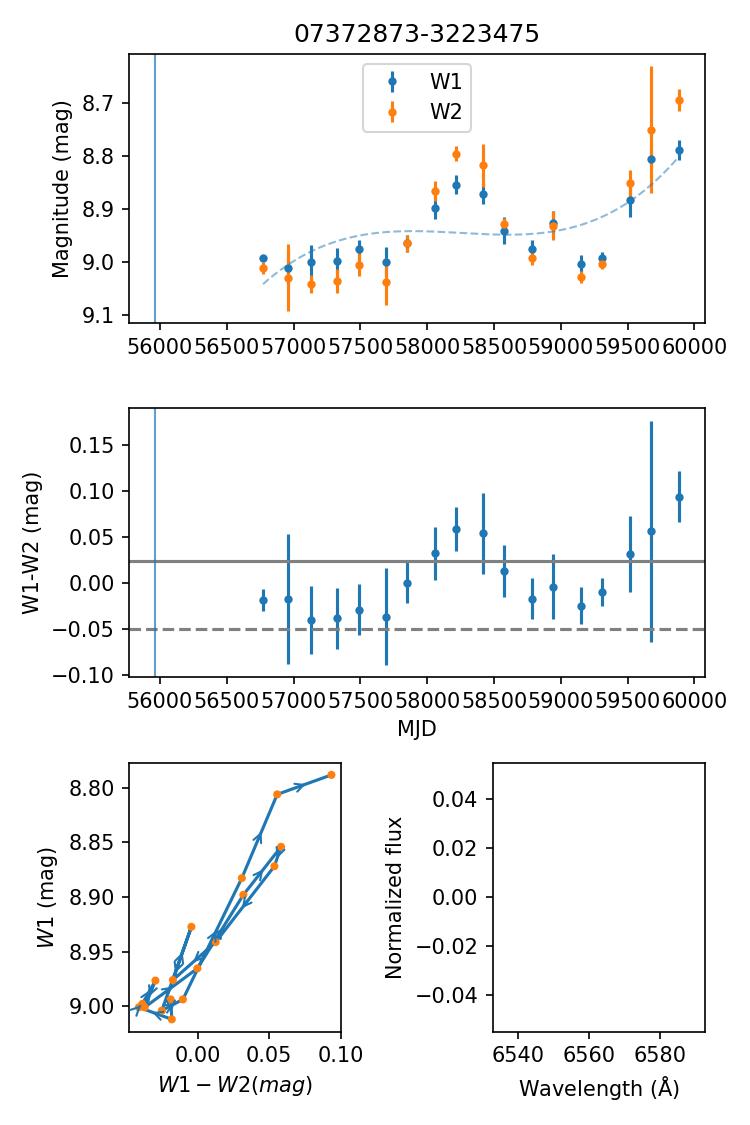 07372873-3223475
Magnitude (mag)
8.7
8.8
8.9
9.0
9.1
W1
W2
56000 56500 57000 57500 58000 58500 59000 59500 60000
W1-W2 (mag)
0.15
0.10
0.05
0.00
−0.05
−0.10
56000 56500 57000 57500 58000 58500 59000 59500 60000
MJD
W1 (mag)
8.80
8.85
8.90
8.95
9.00
0.00 0.05 0.10
W1 − W2(mag)
Normalized flux
0.04
0.02
0.00
−0.02
−0.04
6540 6560 6580
Wavelength (Å)